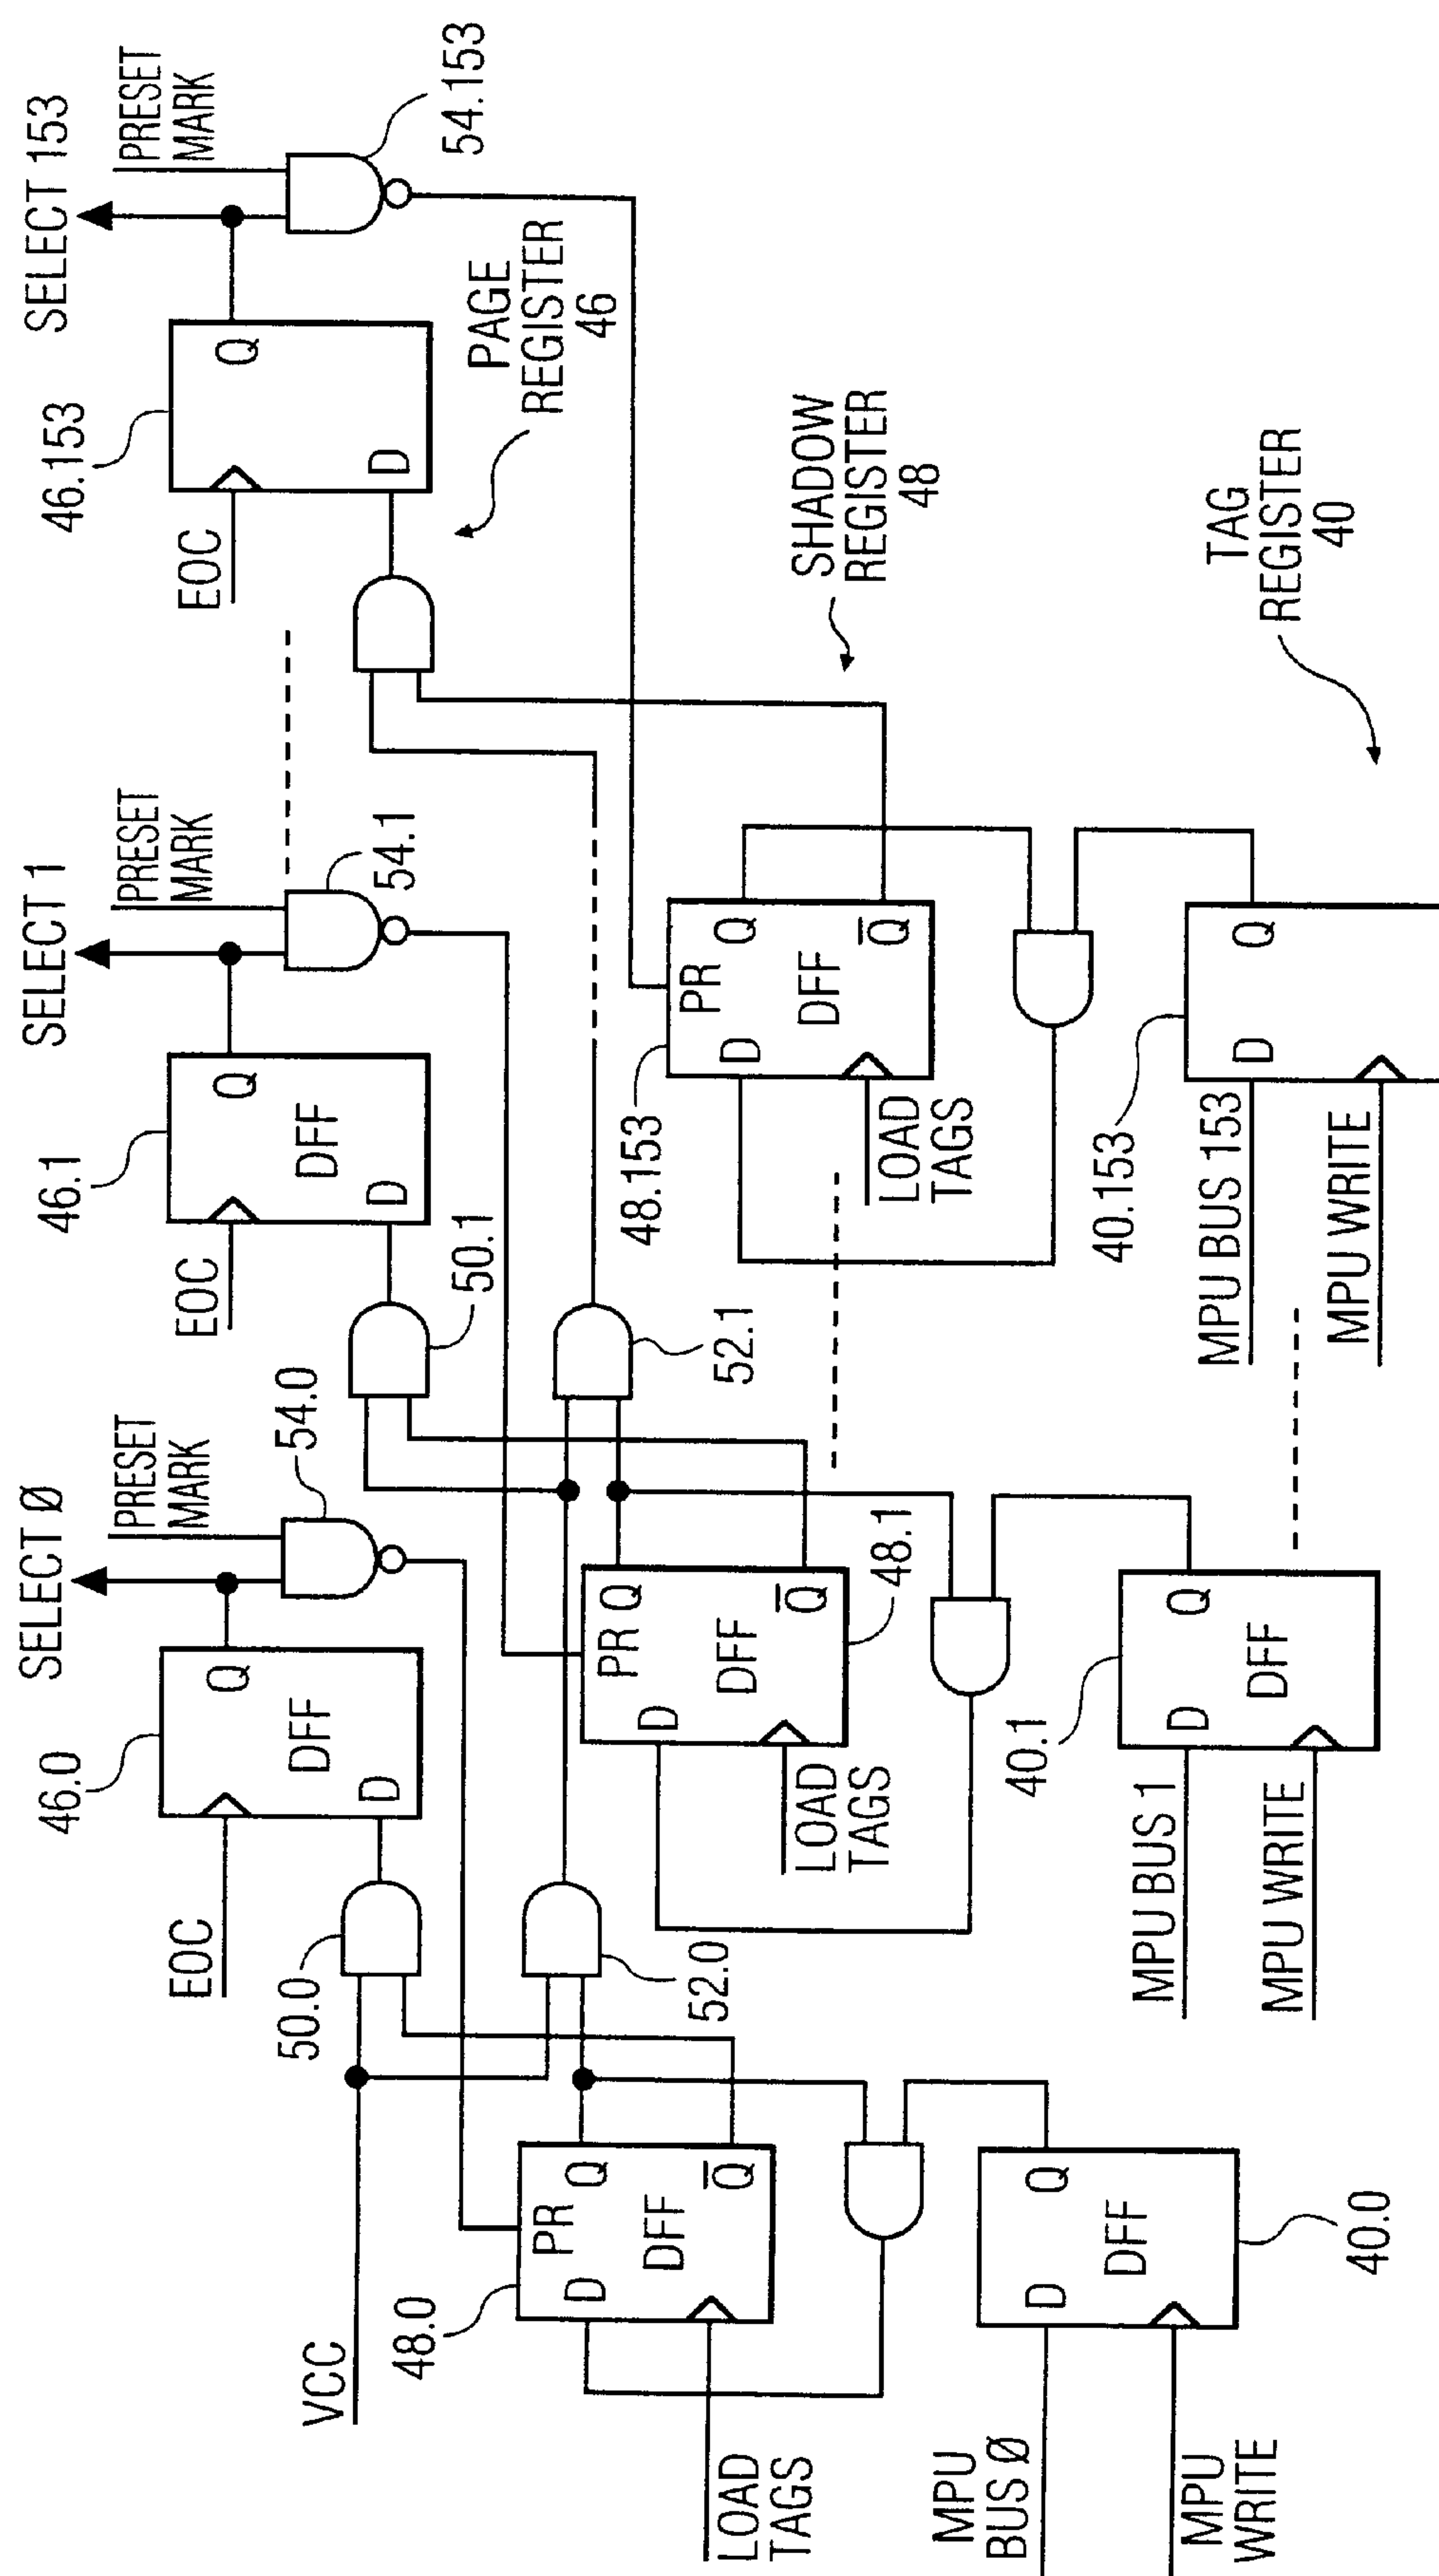 SELECT Ø
PRESET
MARK
SELECT 1
PRESET
MARK
SELECT 153
PRESET
MARK
46.0
Q
DFF
D
EOC
54.0
46.1
Q
DFF
D
EOC
54.1
46.153
Q
D
EOC
54.153
50.0
50.1
PAGE
REGISTER
46
VCC
52.0
52.1
48.0
PR
Q
D
DFF
Q̅
LOAD
TAGS
PR Q
D
DFF
Q̅
48.1
LOAD
TAGS
48.153
PR
Q
D
DFF
Q̅
LOAD
TAGS
SHADOW
REGISTER
48
MPU
BUS Ø
MPU
WRITE
D
Q
DFF
40.0
40.1
MPU BUS 1
MPU WRITE
D
Q
DFF
40.153
MPU BUS 153
MPU WRITE
D
Q
TAG
REGISTER
40